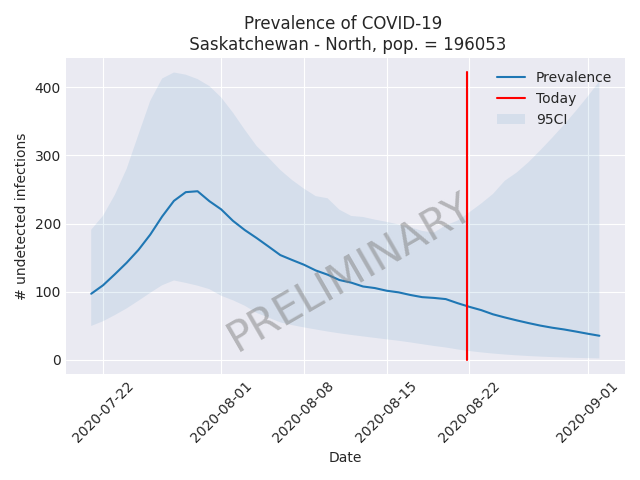 Prevalence of COVID-19
Saskatchewan - North, pop. = 196053
Prevalence
Today
95CI
# undetected infections
400
300
200
100
0
PRELIMINARY
2020-07-22
2020-08-01
2020-08-08
2020-08-15
2020-08-22
2020-09-01
Date